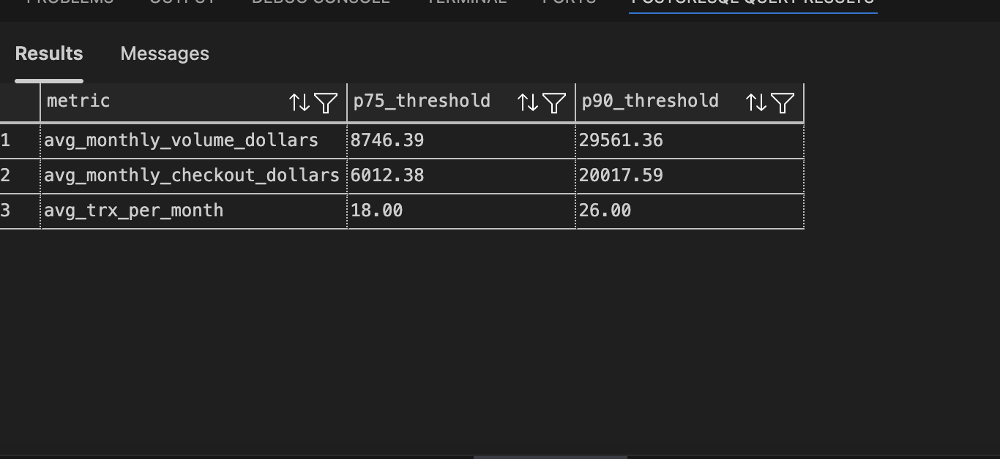 PROBLEMS OUTPUT DEBUG CONSOLE TERMINAL PORTS POSTGRESQL QUERY RESULTS
Results Messages
metric p75_threshold p90_threshold
1 avg_monthly_volume_dollars 8746.39 29561.36
2 avg_monthly_checkout_dollars 6012.38 20017.59
3 avg_trx_per_month 18.00 26.00